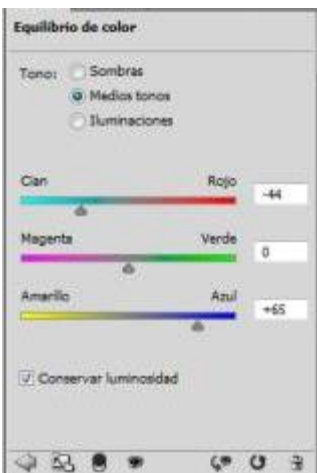 Equilibrio de color
Tono: Sombras
Medios tonos
Iluminaciones
Cian Rojo -44
Magenta Verde 0
Amarillo Azul +65
Conservar luminosidad